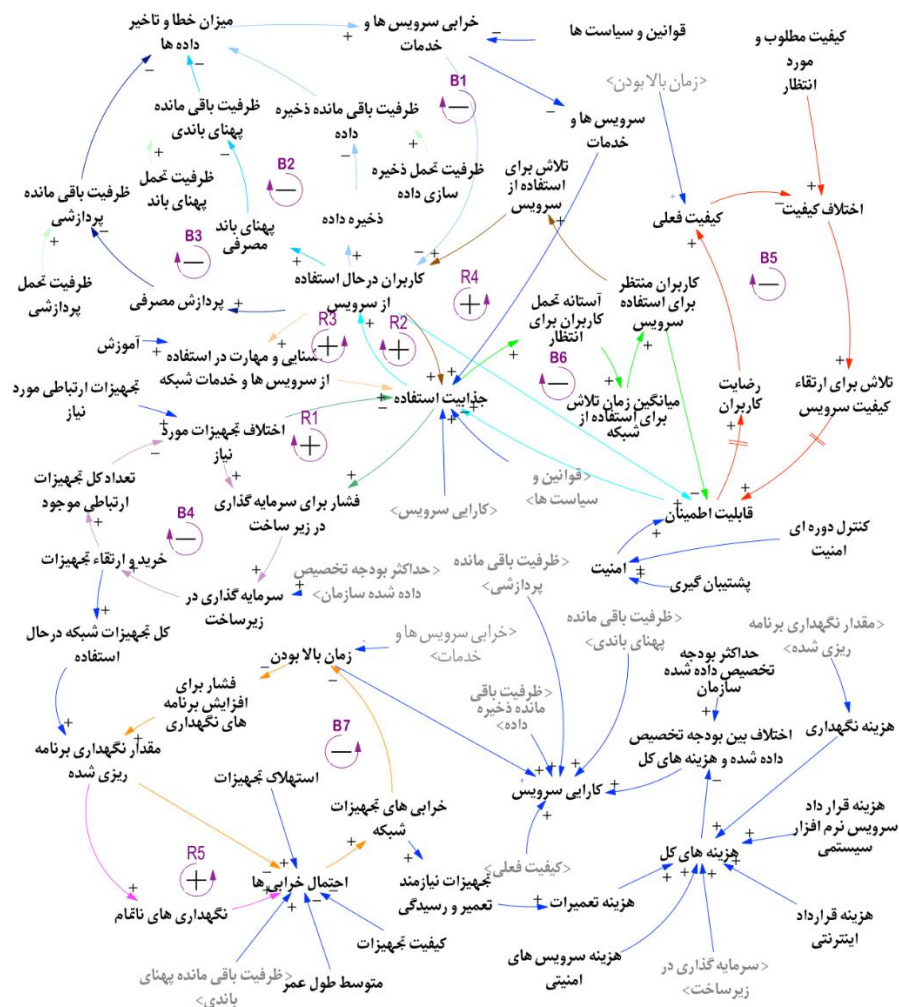 میزان خطا و تاخیر
داده ها
خرابی سرویس ها و
خدمات
قوانین و سیاست ها
کیفیت مطلوب و
مورد
انتظار
<زمان بالا بودن>
B1
ظرفیت باقی مانده
پهنای باندی
ظرفیت باقی مانده ذخیره
داده
سرویس ها و
خدمات
B2
ظرفیت تحمل
پهنای باند
ظرفیت تحمل ذخیره
سازی داده
تلاش برای
استفاده از
سرویس
ظرفیت باقی مانده
پردازشی
کیفیت فعلی
اختلاف کیفیت
ذخیره داده
پهنای باند
مصرفی
B3
ظرفیت تحمل
پردازشی
پردازش مصرفی
کاربران درحال استفاده
از سرویس
R4
آستانه تحمل
کاربران برای
انتظار
کاربران منتظر
برای استفاده
سرویس
B5
R3
R2
آموزش
شنایی و مهارت در استفاده
از سرویس ها و خدمات شبکه
B6
تجهیزات ارتباطی مورد
نیاز
جذابیت استفاده
میانگین زمان تلاش
برای استفاده از
شبکه
رضایت
کاربران
تلاش برای ارتقاء
کیفیت سرویس
اختلاف تجهیزات مورد
نیاز
R1
تعداد کل تجهیزات
ارتباطی موجود
فشار برای سرمایه گذاری
در زیر ساخت
<کارایی سرویس>
<قوانین و
سیاست ها>
قابلیت اطمینان
B4
خرید و ارتقاء تجهیزات
کنترل دوره ای
امنیت
امنیت
پشتیبان گیری
سرمایه گذاری در
زیرساخت
<حداکثر بودجه تخصیص
داده شده سازمان>
<ظرفیت باقی مانده
پردازشی>
<ظرفیت باقی مانده
پهنای باندی>
کل تجهیزات شبکه درحال
استفاده
زمان بالا بودن
<خرابی سرویس ها و
خدمات>
حداکثر بودجه
تخصیص داده شده
سازمان
<مقدار نگهداری برنامه
ریزی شده>
فشار برای
افزایش برنامه
های نگهداری
<ظرفیت باقی
مانده ذخیره
داده>
هزینه نگهداری
مقدار نگهداری برنامه
ریزی شده
B7
استهلاک تجهیزات
خرابی های تجهیزات
شبکه
کارایی سرویس
اختلاف بین بودجه تخصیص
داده شده و هزینه های کل
هزینه قرار داد
سرویس نرم افزار
سیستمی
R5
احتمال خرابی ها
تجهیزات نیازمند
تعمیر و رسیدگی
<کیفیت فعلی>
هزینه های کل
نگهداری های ناتمام
هزینه تعمیرات
کیفیت تجهیزات
هزینه قرارداد
اینترنتی
<ظرفیت باقی مانده پهنای
باندی>
متوسط طول عمر
هزینه سرویس های
امنیتی
<سرمایه گذاری در
زیرساخت>